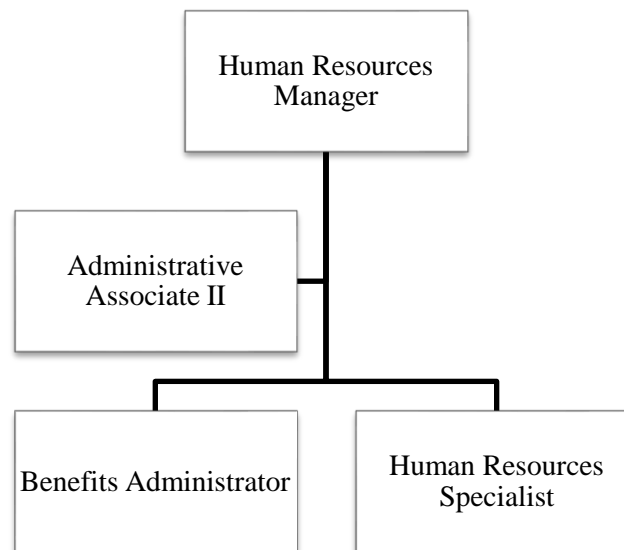 Human Resources
Manager
Administrative
Associate II
Benefits Administrator
Human Resources
Specialist